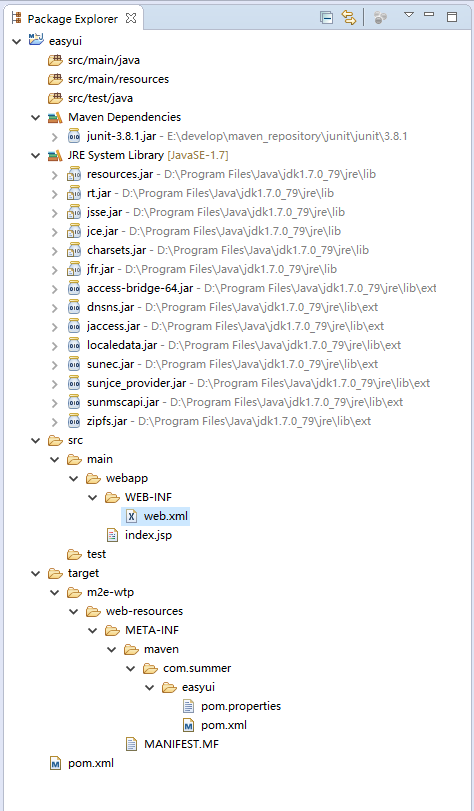 Package Explorer
easyui
src/main/java
src/main/resources
src/test/java
Maven Dependencies
junit-3.8.1.jar - E:\develop\maven_repository\junit\junit\3.8.1
JRE System Library [JavaSE-1.7]
resources.jar - D:\Program Files\Java\jdk1.7.0_79\jre\lib
rt.jar - D:\Program Files\Java\jdk1.7.0_79\jre\lib
jsse.jar - D:\Program Files\Java\jdk1.7.0_79\jre\lib
jce.jar - D:\Program Files\Java\jdk1.7.0_79\jre\lib
charsets.jar - D:\Program Files\Java\jdk1.7.0_79\jre\lib
jfr.jar - D:\Program Files\Java\jdk1.7.0_79\jre\lib
access-bridge-64.jar - D:\Program Files\Java\jdk1.7.0_79\jre\lib\ext
dnsns.jar - D:\Program Files\Java\jdk1.7.0_79\jre\lib\ext
jaccess.jar - D:\Program Files\Java\jdk1.7.0_79\jre\lib\ext
localedata.jar - D:\Program Files\Java\jdk1.7.0_79\jre\lib\ext
sunec.jar - D:\Program Files\Java\jdk1.7.0_79\jre\lib\ext
sunjce_provider.jar - D:\Program Files\Java\jdk1.7.0_79\jre\lib\ext
sunmscapi.jar - D:\Program Files\Java\jdk1.7.0_79\jre\lib\ext
zipfs.jar - D:\Program Files\Java\jdk1.7.0_79\jre\lib\ext
src
main
webapp
WEB-INF
web.xml
index.jsp
test
target
m2e-wtp
web-resources
META-INF
maven
com.summer
easyui
pom.properties
pom.xml
MANIFEST.MF
pom.xml